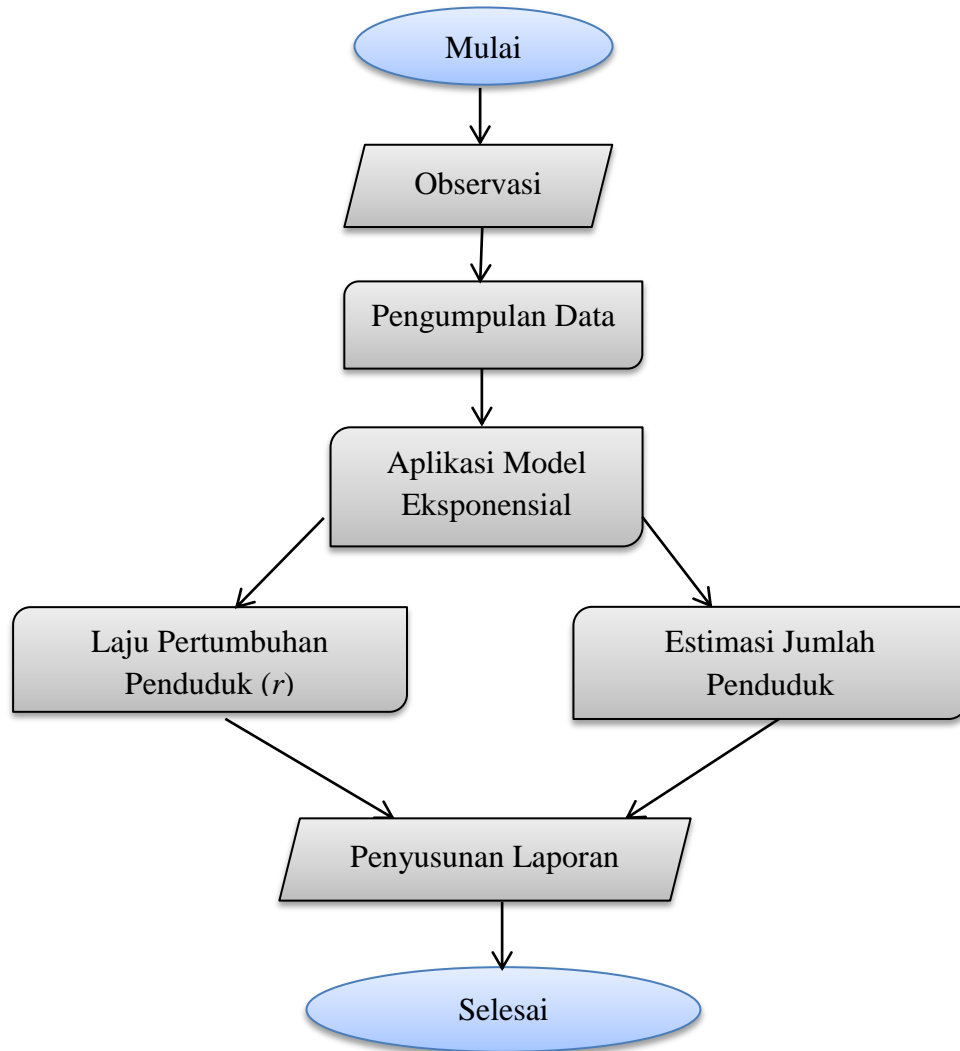 Mulai
Observasi
Pengumpulan Data
Aplikasi Model
Eksponensial
Laju Pertumbuhan
Penduduk (r)
Estimasi Jumlah
Penduduk
Penyusunan Laporan
Selesai